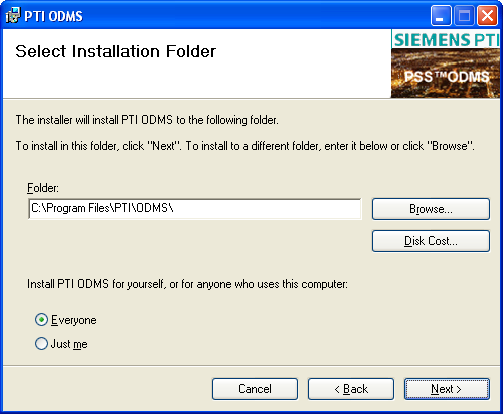 PTI ODMS
Select Installation Folder
SIEMENS PTI
PSS™ODMS
The installer will install PTI ODMS to the following folder.
To install in this folder, click "Next". To install to a different folder, enter it below or click "Browse".
Folder:
C:\Program Files\PTI\ODMS\
Browse...
Disk Cost...
Install PTI ODMS for yourself, or for anyone who uses this computer:
Everyone
Just me
Cancel
< Back
Next >